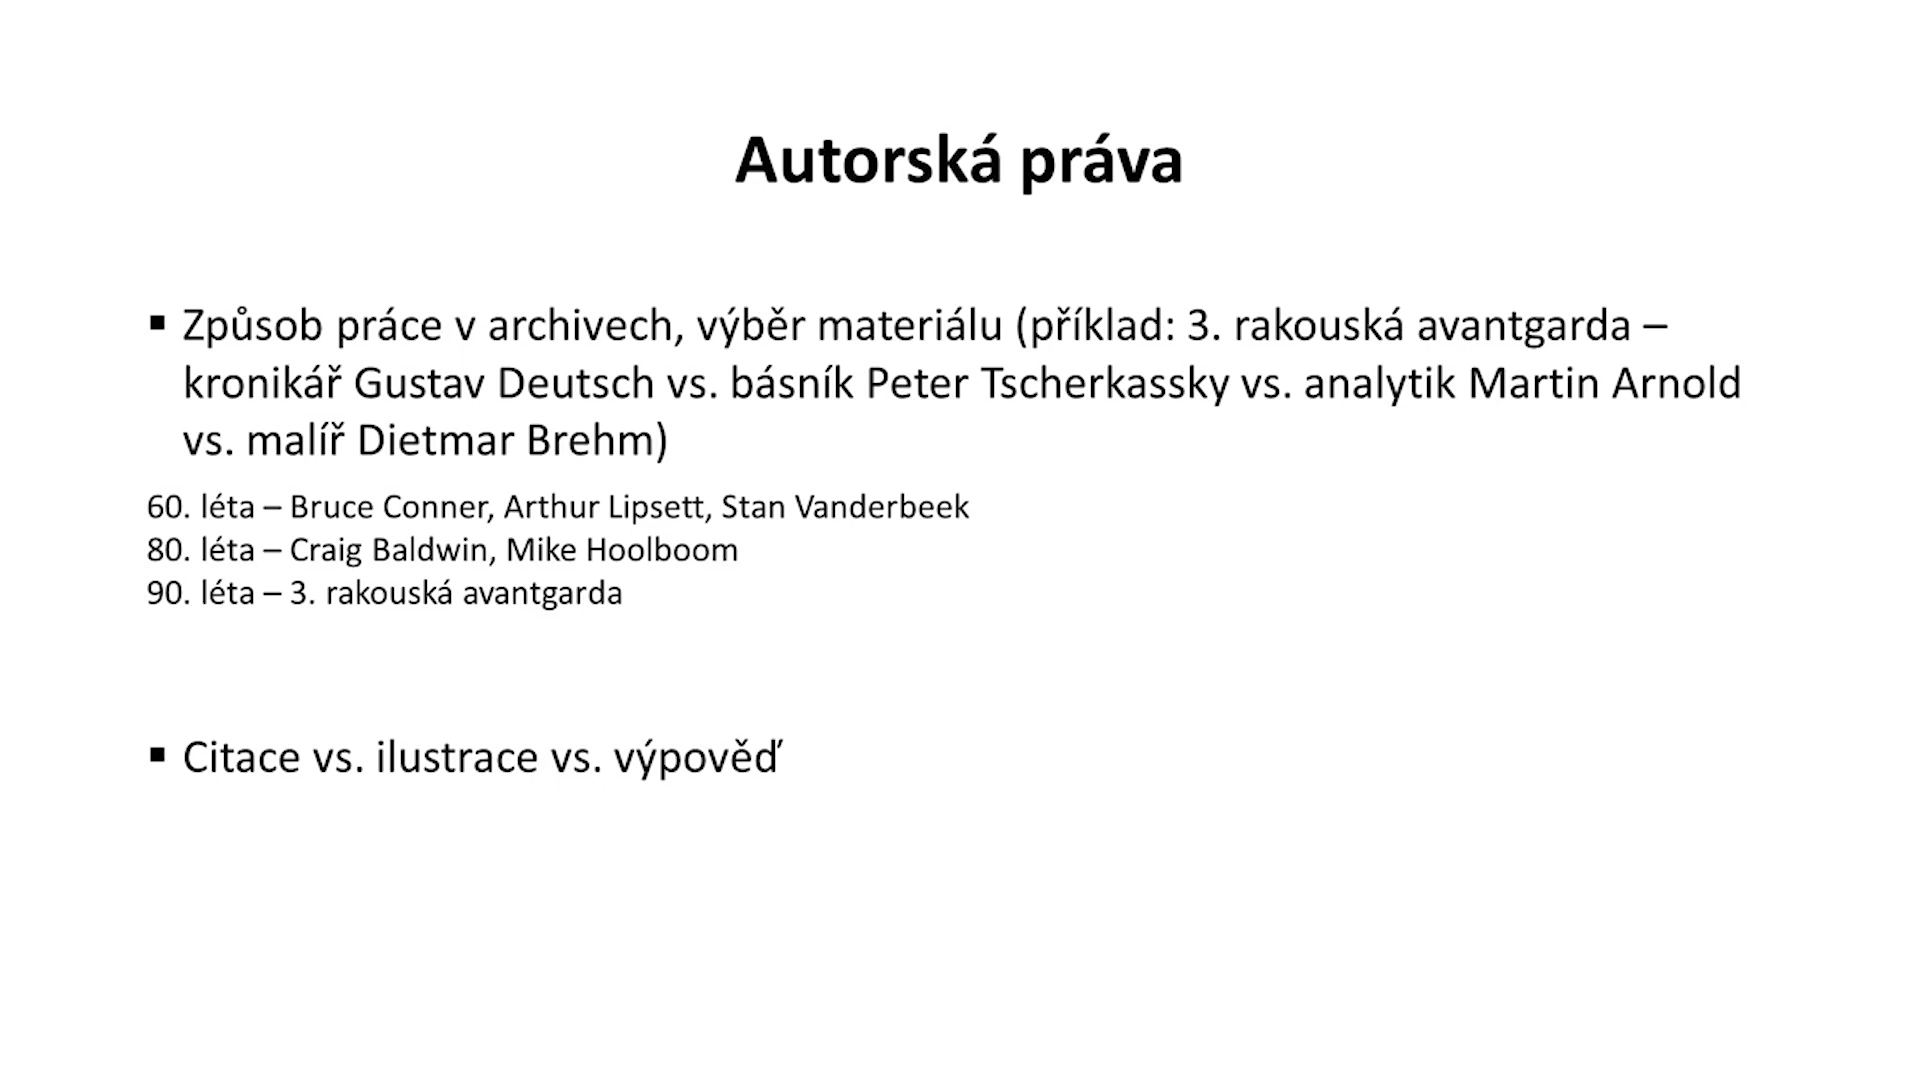 Autorská práva
▪ Způsob práce v archivech, výběr materiálu (příklad: 3. rakouská avantgarda –
kronikář Gustav Deutsch vs. básník Peter Tscherkassky vs. analytik Martin Arnold
vs. malíř Dietmar Brehm)
60. léta – Bruce Conner, Arthur Lipsett, Stan Vanderbeek
80. léta – Craig Baldwin, Mike Hoolboom
90. léta – 3. rakouská avantgarda
▪ Citace vs. ilustrace vs. výpověď